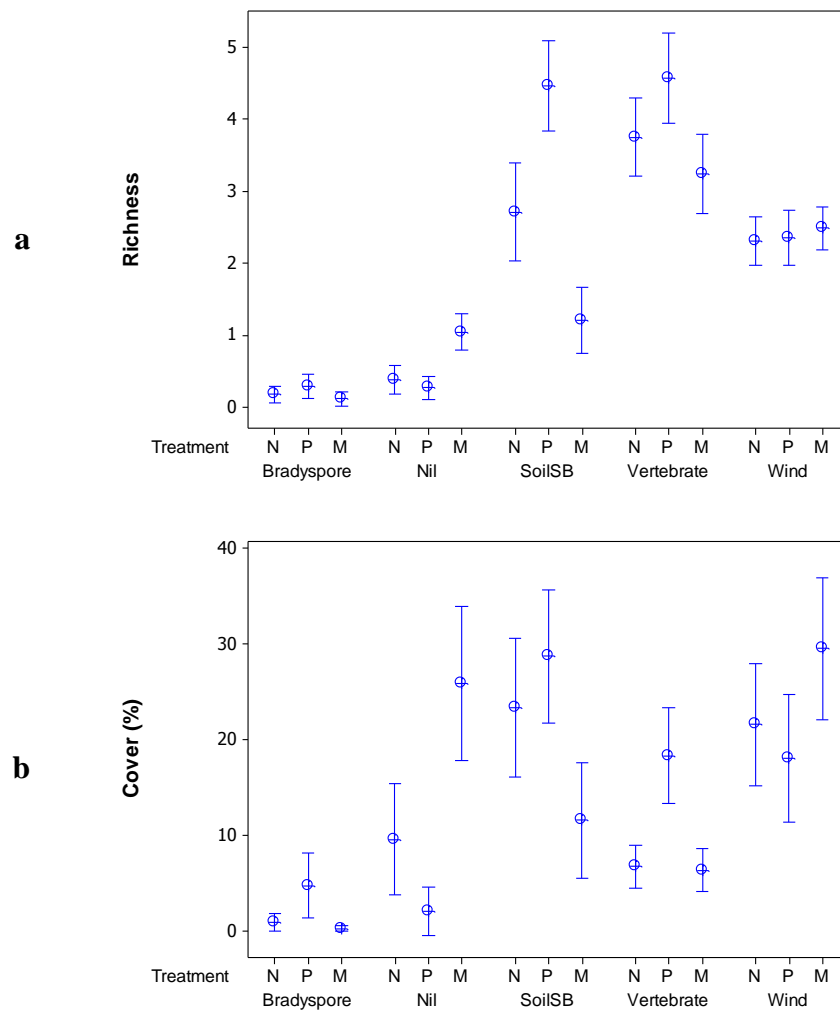 5
4
3
2
1
0
Richness
a
Treatment N P M N P M N P M N P M N P M
Bradyspore Nil SoilSB Vertebrate Wind
40
30
20
10
0
Cover (%)
b
Treatment N P M N P M N P M N P M N P M
Bradyspore Nil SoilSB Vertebrate Wind